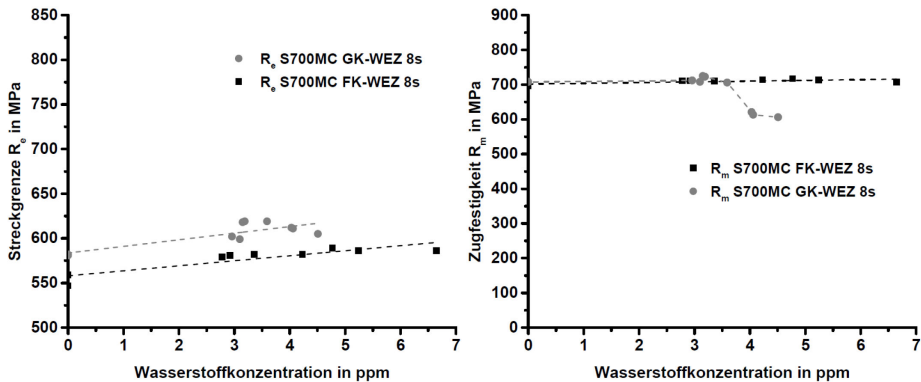 Streckgrenze Re in MPa
850
800
750
700
650
600
550
500
Re S700MC GK-WEZ 8s
Re S700MC FK-WEZ 8s
0 1 2 3 4 5 6 7
Wasserstoffkonzentration in ppm
Zugfestigkeit Rm in MPa
900
800
700
600
500
400
300
200
100
0
Rm S700MC FK-WEZ 8s
Rm S700MC GK-WEZ 8s
0 1 2 3 4 5 6 7
Wasserstoffkonzentration in ppm